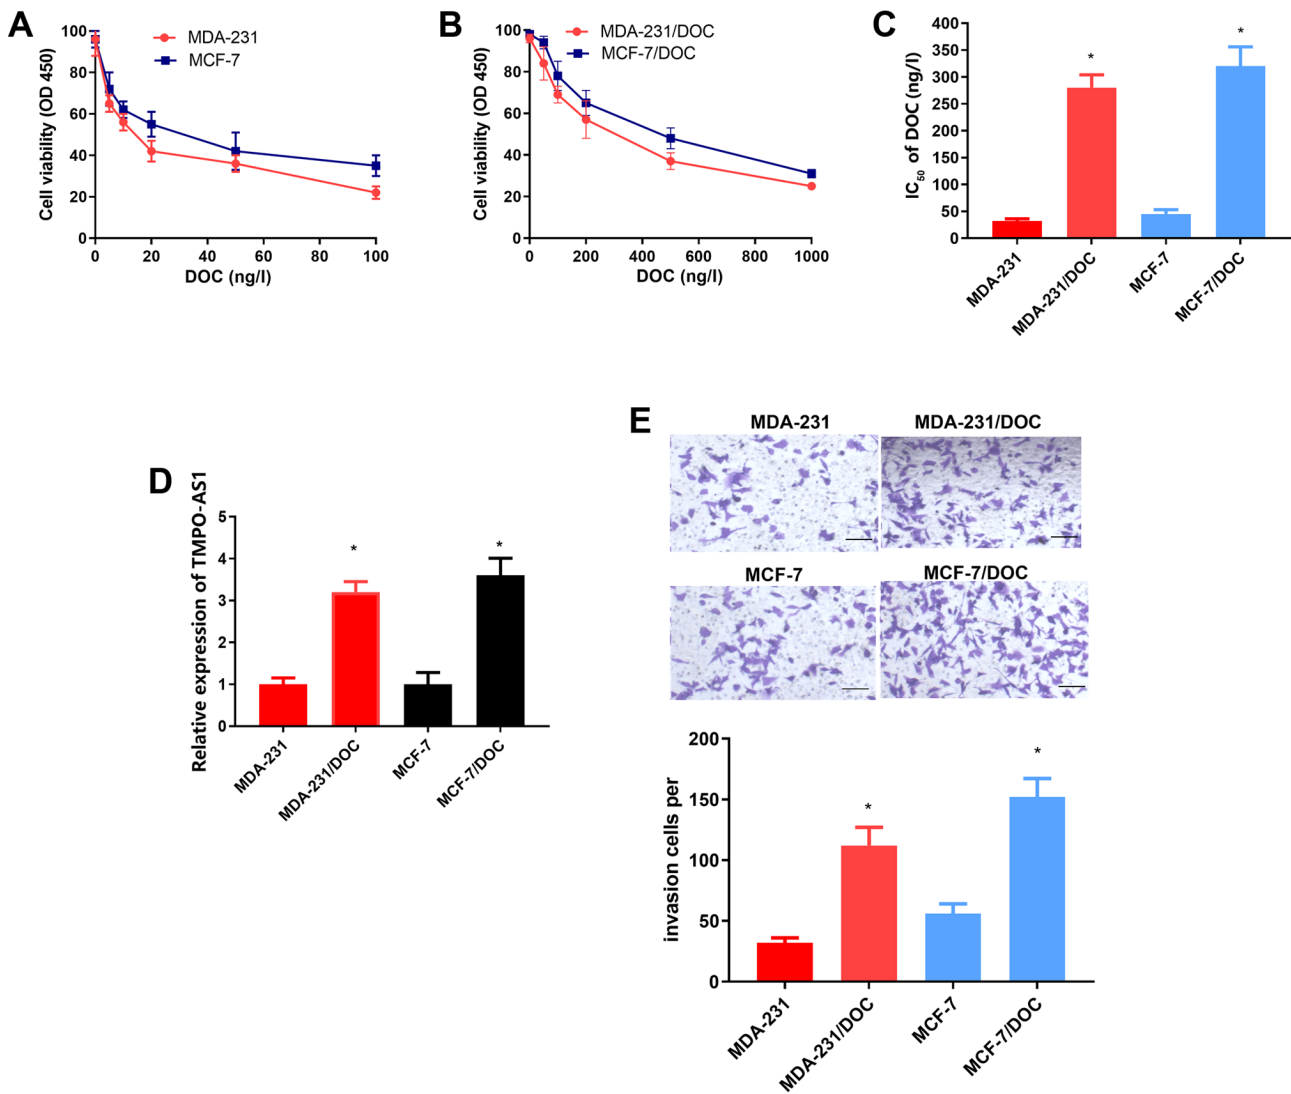 A
MDA-231
MCF-7
Cell viability (OD 450)
100
80
60
40
20
0
0 20 40 60 80 100
DOC (ng/l)
B
MDA-231/DOC
MCF-7/DOC
Cell viability (OD 450)
100
80
60
40
20
0
0 200 400 600 800 1000
DOC (ng/l)
C
IC50 of DOC (ng/l)
400
350
300
250
200
150
100
50
0
* *
MDA-231
MDA-231/DOC
MCF-7
MCF-7/DOC
D
Relative expression of TMPO-AS1
5
4
3
2
1
0
* *
MDA-231
MDA-231/DOC
MCF-7
MCF-7/DOC
E
MDA-231 MDA-231/DOC
MCF-7 MCF-7/DOC
invasion cells per
200
150
100
50
0
* *
MDA-231
MDA-231/DOC
MCF-7
MCF-7/DOC